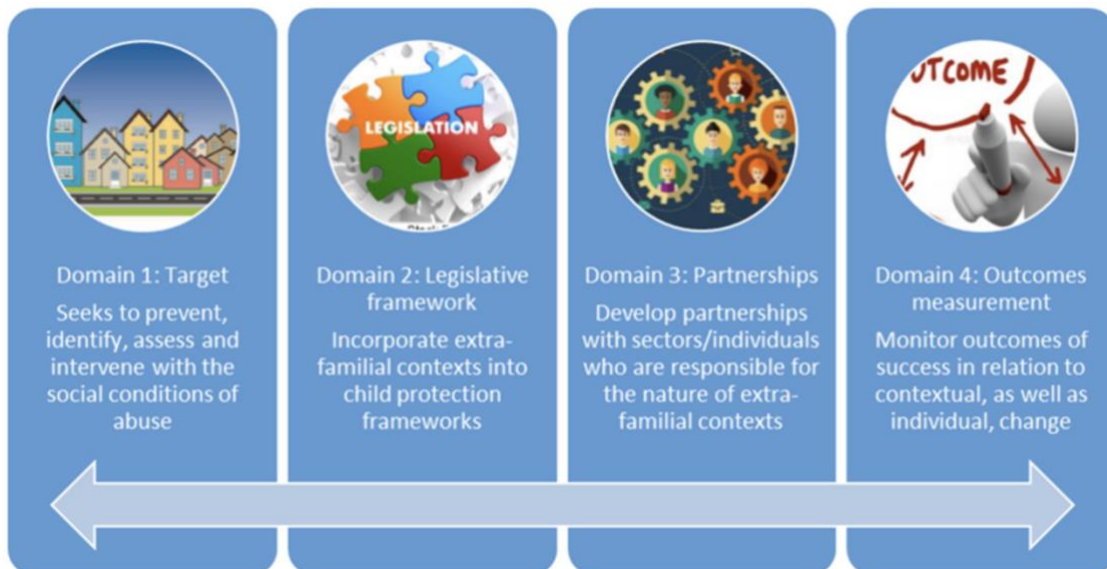 LEGISLATION
OUTCOME
Domain 1: Target
Seeks to prevent,
identify, assess and
intervene with the
social conditions of
abuse
Domain 2: Legislative
framework
Incorporate extra-
familial contexts into
child protection
frameworks
Domain 3: Partnerships
Develop partnerships
with sectors/individuals
who are responsible for
the nature of extra-
familial contexts
Domain 4: Outcomes
measurement
Monitor outcomes of
success in relation to
contextual, as well as
individual, change